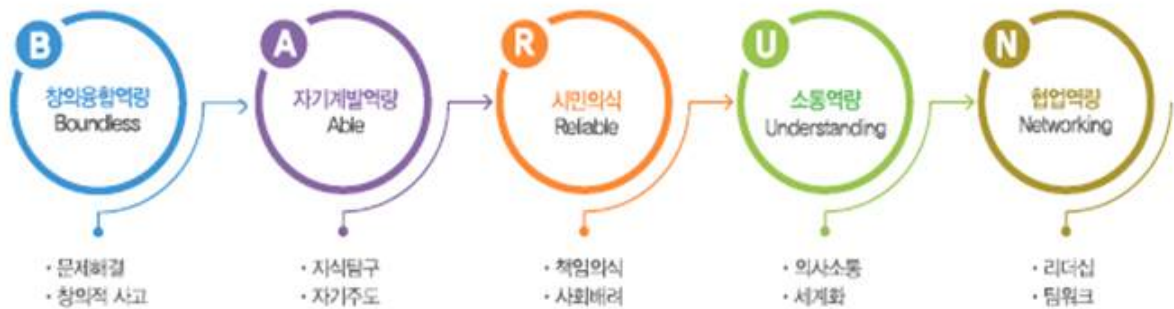 B
창의융합역량
Boundless
· 문제해결
· 창의적 사고
A
자기계발역량
Able
· 지식탐구
· 자기주도
R
시민의식
Reliable
· 책임의식
· 사회배려
U
소통역량
Understanding
· 의사소통
· 세계화
N
협업역량
Networking
· 리더십
· 팀워크